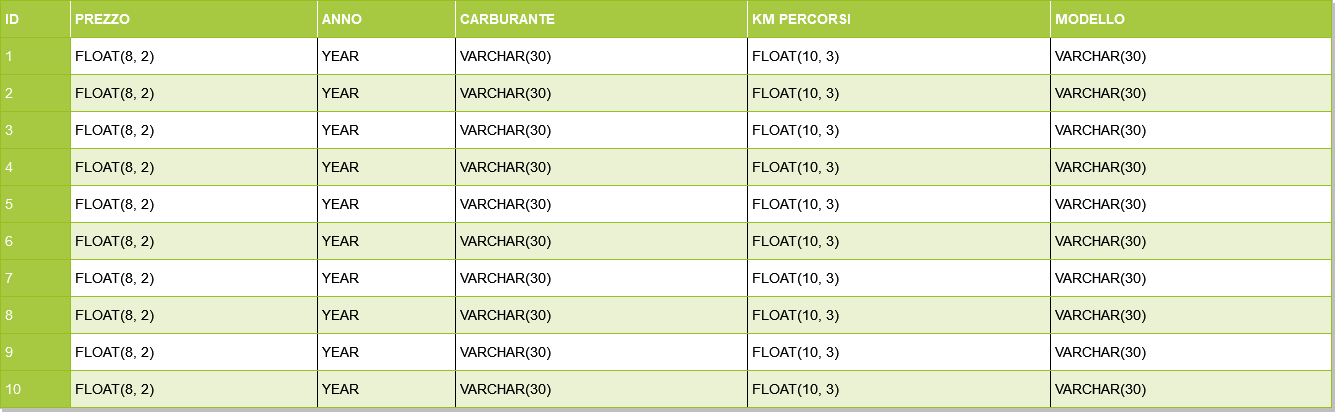 ID PREZZO ANNO CARBURANTE KM PERCORSI MODELLO
1 FLOAT(8, 2) YEAR VARCHAR(30) FLOAT(10, 3) VARCHAR(30)
2 FLOAT(8, 2) YEAR VARCHAR(30) FLOAT(10, 3) VARCHAR(30)
3 FLOAT(8, 2) YEAR VARCHAR(30) FLOAT(10, 3) VARCHAR(30)
4 FLOAT(8, 2) YEAR VARCHAR(30) FLOAT(10, 3) VARCHAR(30)
5 FLOAT(8, 2) YEAR VARCHAR(30) FLOAT(10, 3) VARCHAR(30)
6 FLOAT(8, 2) YEAR VARCHAR(30) FLOAT(10, 3) VARCHAR(30)
7 FLOAT(8, 2) YEAR VARCHAR(30) FLOAT(10, 3) VARCHAR(30)
8 FLOAT(8, 2) YEAR VARCHAR(30) FLOAT(10, 3) VARCHAR(30)
9 FLOAT(8, 2) YEAR VARCHAR(30) FLOAT(10, 3) VARCHAR(30)
10 FLOAT(8, 2) YEAR VARCHAR(30) FLOAT(10, 3) VARCHAR(30)